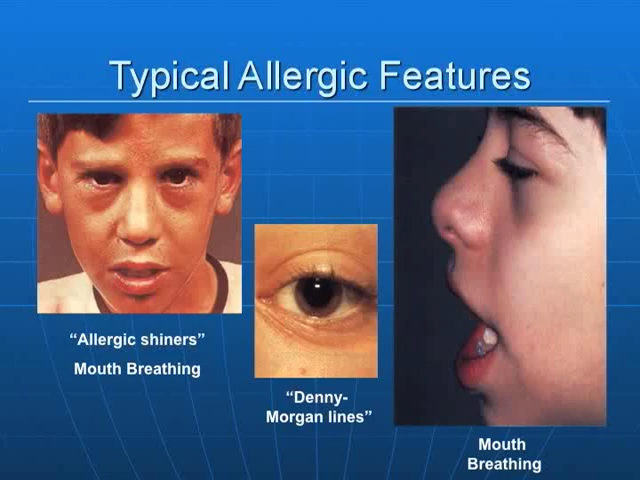 Typical Allergic Features
“Allergic shiners”
Mouth Breathing
“Denny-
Morgan lines”
Mouth
Breathing